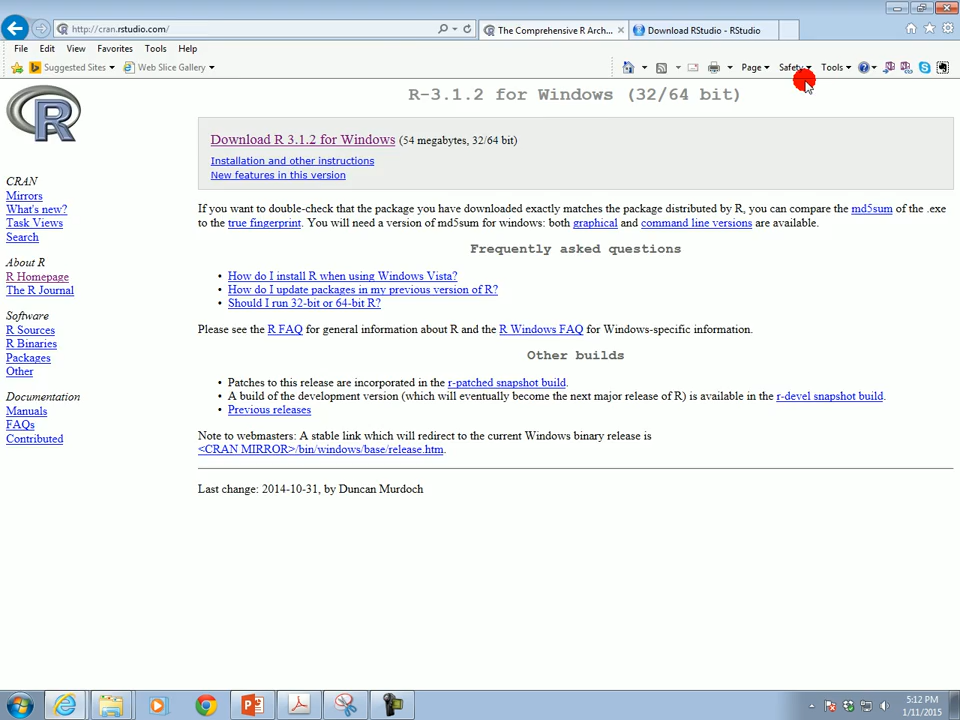 http://cran.rstudio.com/
The Comprehensive R Arch...
Download RStudio - RStudio
File Edit View Favorites Tools Help
Suggested Sites Web Slice Gallery
Page Safety Tools
R
R-3.1.2 for Windows (32/64 bit)
Download R 3.1.2 for Windows (54 megabytes, 32/64 bit)
Installation and other instructions
New features in this version
CRAN
Mirrors
What's new?
Task Views
Search
About R
R Homepage
The R Journal
Software
R Sources
R Binaries
Packages
Other
Documentation
Manuals
FAQs
Contributed
If you want to double-check that the package you have downloaded exactly matches the package distributed by R, you can compare the md5sum of the .exe
to the true fingerprint. You will need a version of md5sum for windows: both graphical and command line versions are available.
Frequently asked questions
• How do I install R when using Windows Vista?
• How do I update packages in my previous version of R?
• Should I run 32-bit or 64-bit R?
Please see the R FAQ for general information about R and the R Windows FAQ for Windows-specific information.
Other builds
• Patches to this release are incorporated in the r-patched snapshot build.
• A build of the development version (which will eventually become the next major release of R) is available in the r-devel snapshot build.
• Previous releases
Note to webmasters: A stable link which will redirect to the current Windows binary release is
<CRAN MIRROR>/bin/windows/base/release.htm.
Last change: 2014-10-31, by Duncan Murdoch
5:12 PM
1/11/2015